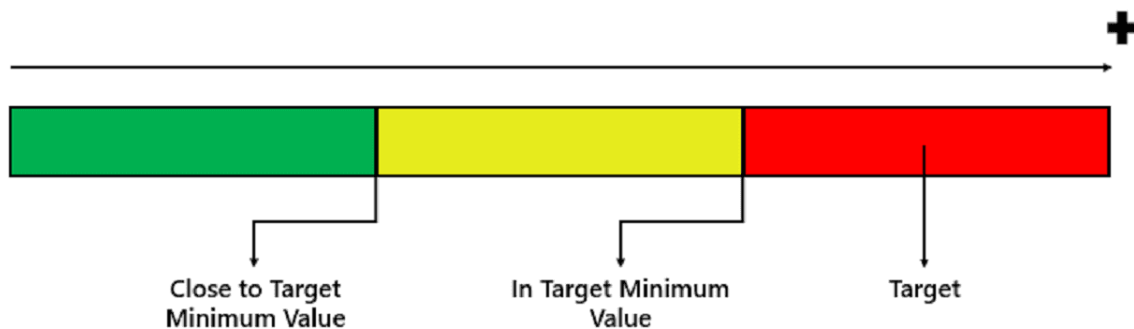 +
Close to Target
Minimum Value
In Target Minimum
Value
Target